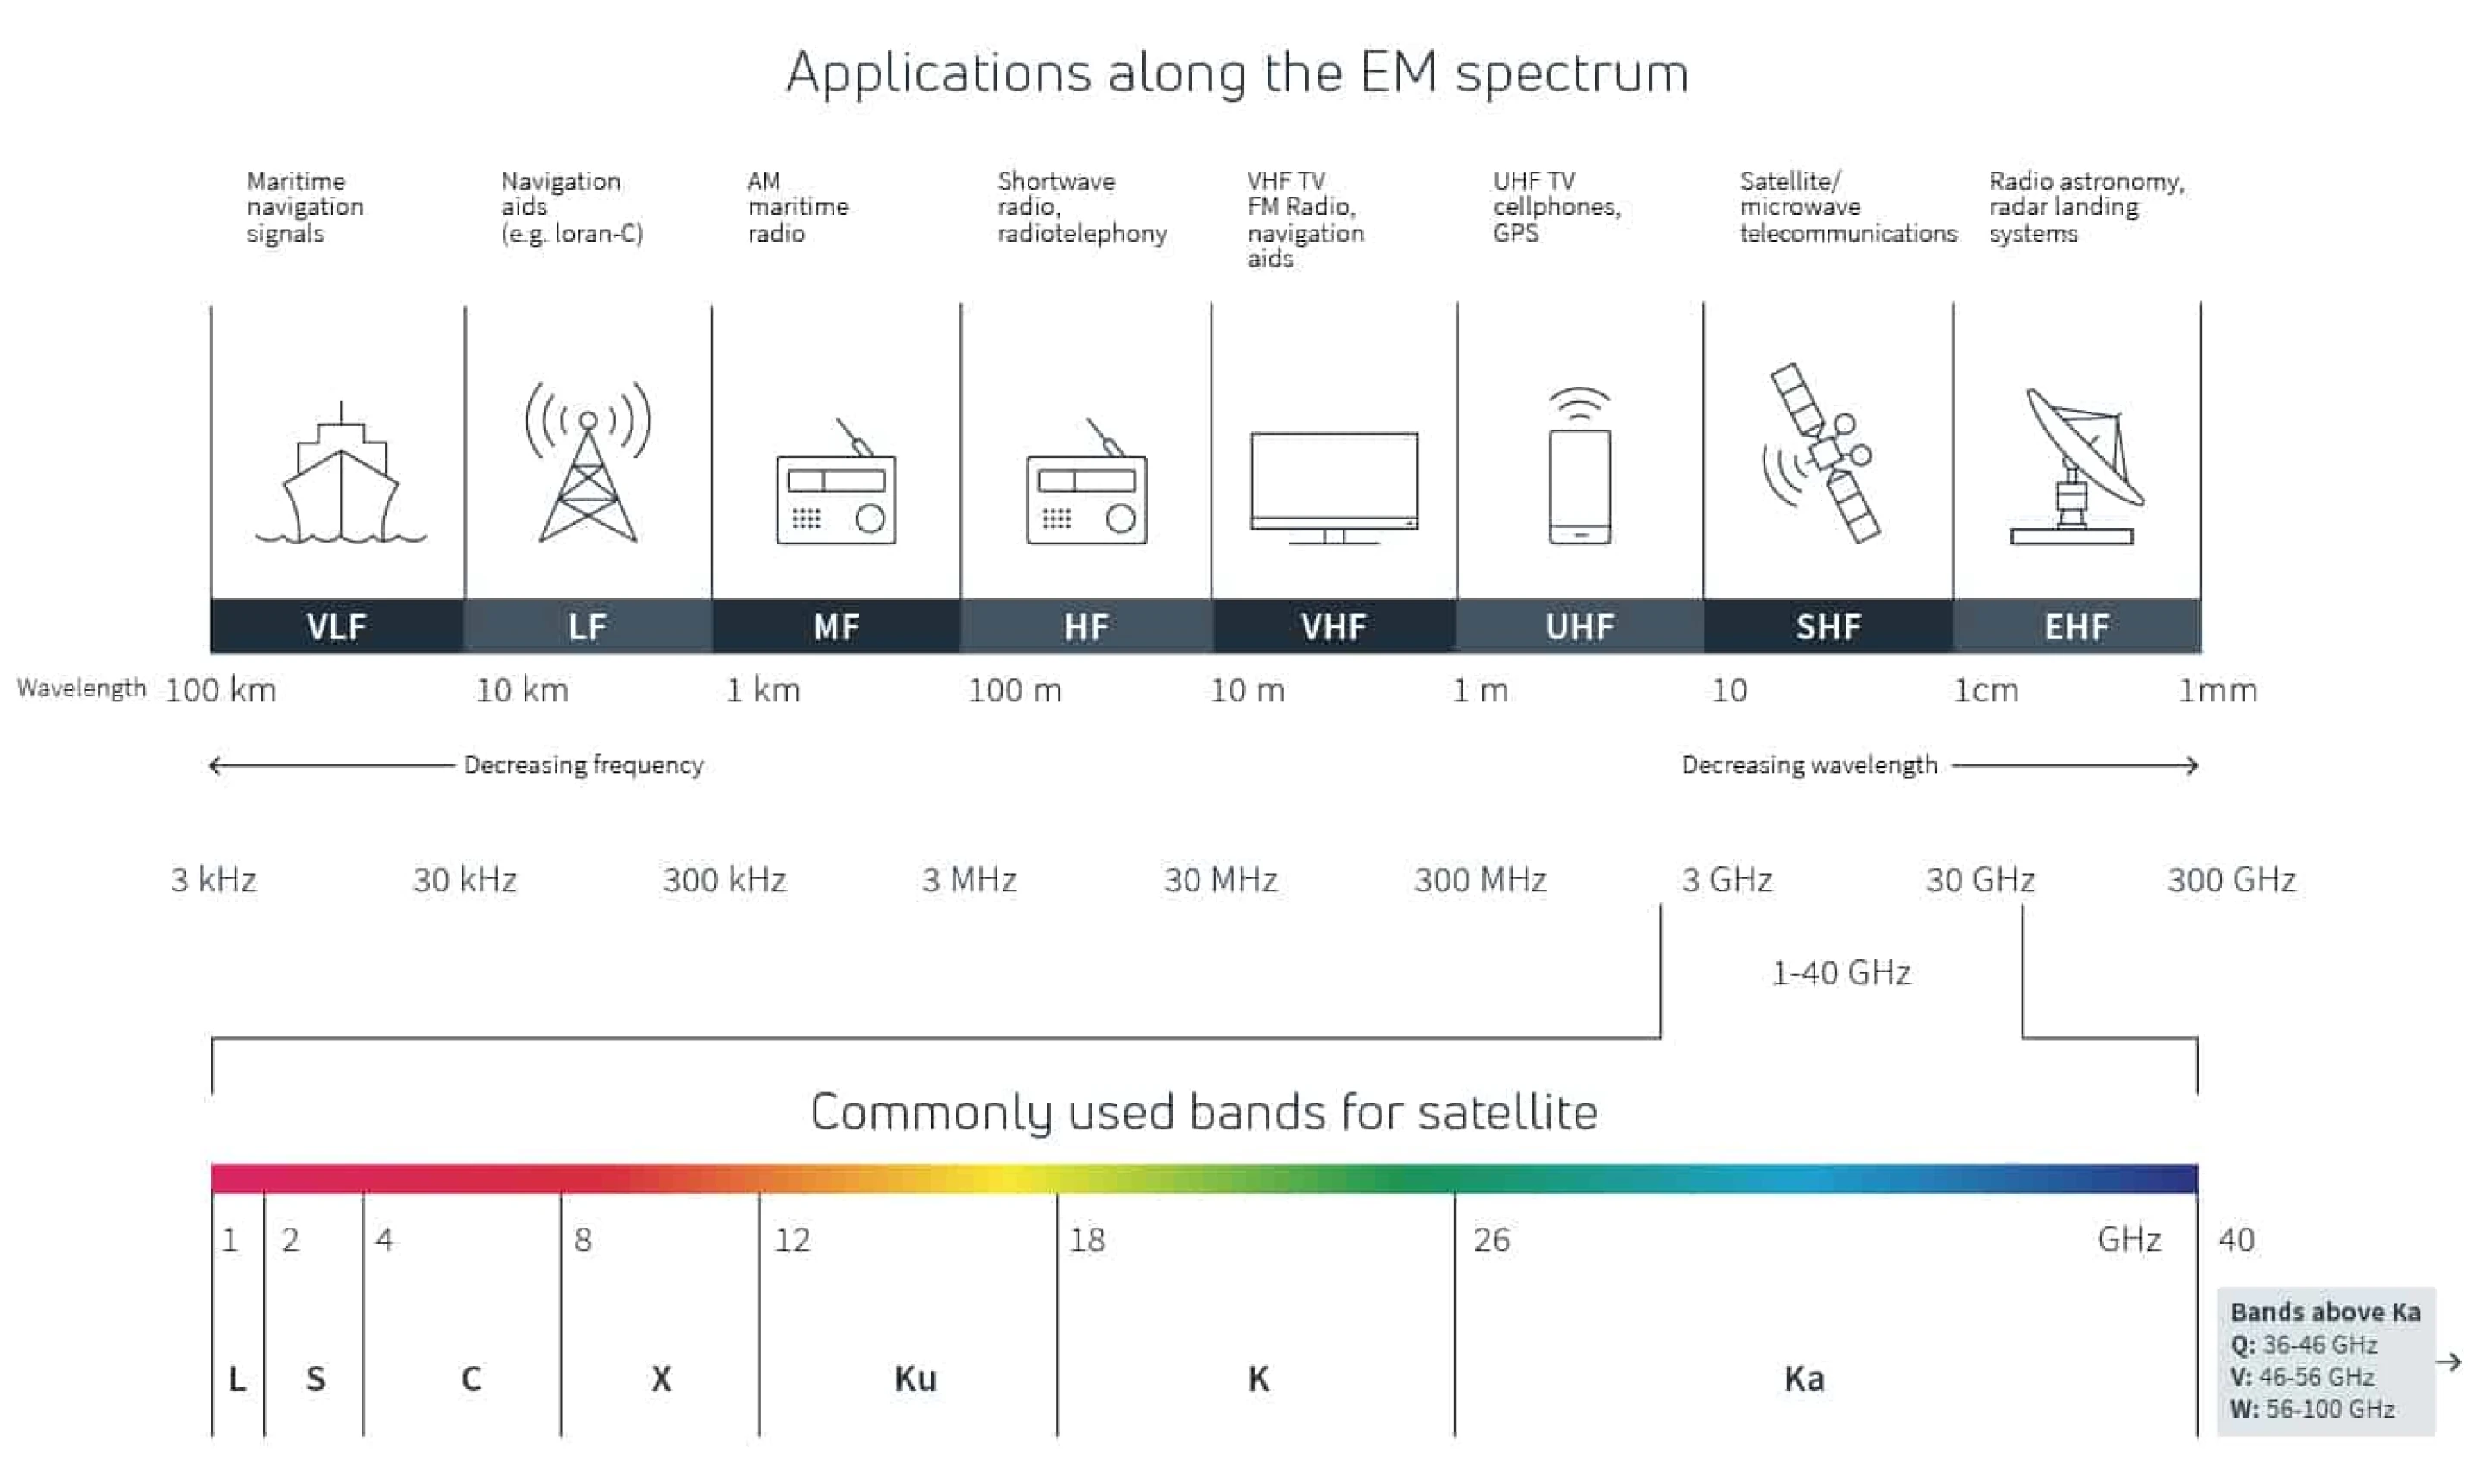 Applications along the EM spectrum
Maritime
navigation
signals
Navigation
aids
(e.g. loran-C)
AM
maritime
radio
Shortwave
radio,
radiotelephony
VHF TV
FM Radio,
navigation
aids
UHF TV
cellphones,
GPS
Satellite/
microwave
telecommunications
Radio astronomy,
radar landing
systems
VLF LF MF HF VHF UHF SHF EHF
Wavelength 100 km 10 km 1 km 100 m 10 m 1 m 10 1cm 1mm
Decreasing frequency Decreasing wavelength
3 kHz 30 kHz 300 kHz 3 MHz 30 MHz 300 MHz 3 GHz 30 GHz 300 GHz
1-40 GHz
Commonly used bands for satellite
1 2 4 8 12 18 26 GHz 40
L S C X Ku K Ka
Bands above Ka
Q: 36-46 GHz
V: 46-56 GHz
W: 56-100 GHz